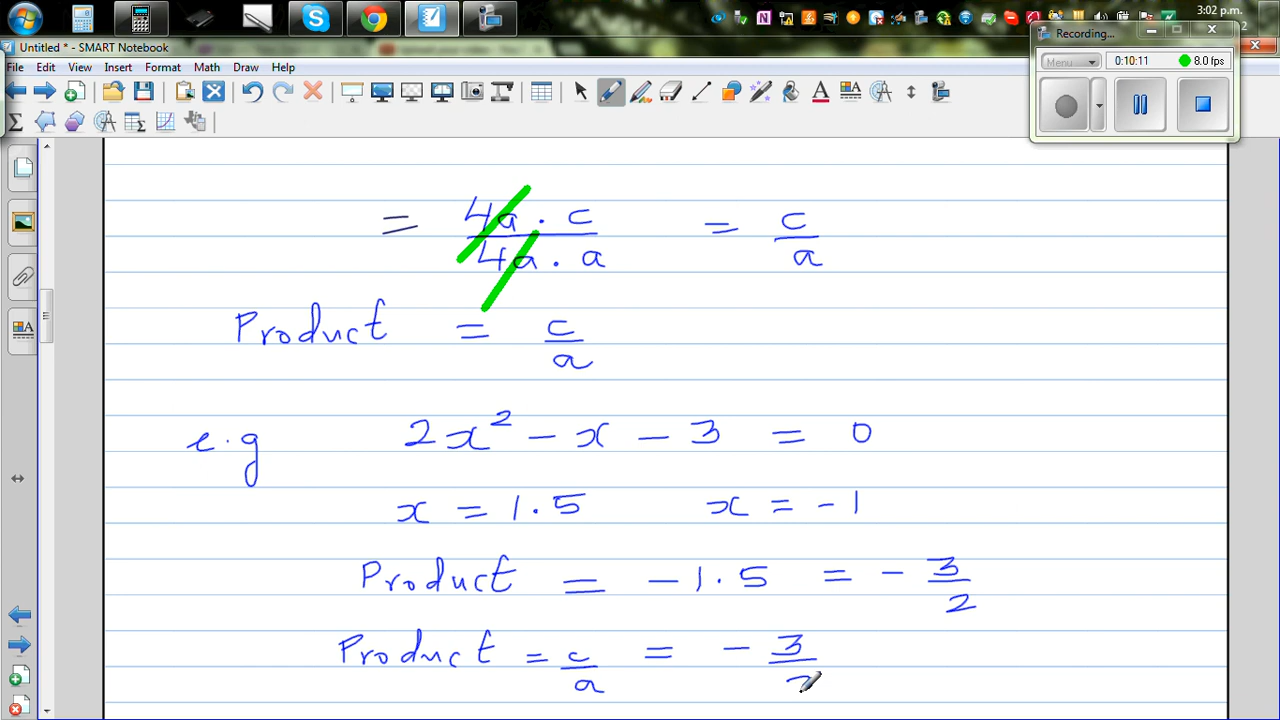 3:02 p.m.
Untitled * - SMART Notebook
Recording...
File Edit View Insert Format Math Draw Help
Menu 0:10:11 8.0 fps
= 4a . c / 4a . a = c / a
Product = c / a
e.g 2x² - x - 3 = 0
x = 1.5 x = -1
Product = -1.5 = - 3 / 2
Product = c / a = - 3 / 2